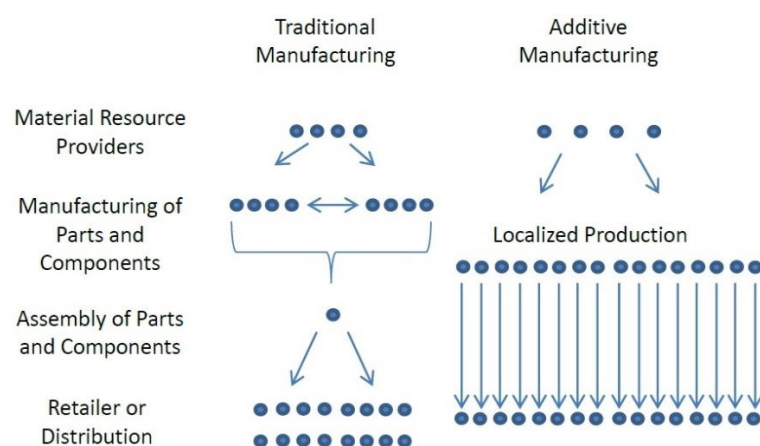 Traditional
Manufacturing
Additive
Manufacturing
Material Resource
Providers
Manufacturing of
Parts and
Components
Localized Production
Assembly of Parts
and Components
Retailer or
Distribution